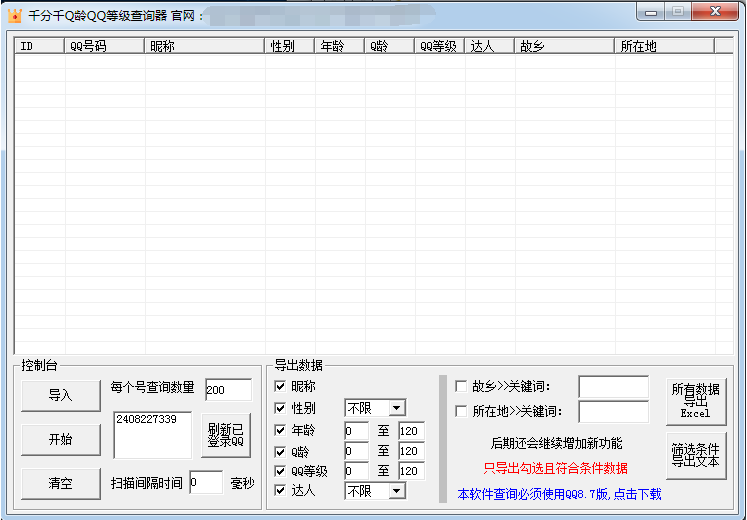 千分千Q龄QQ等级查询器 官网：
ID QQ号码 昵称 性别 年龄 Q龄 QQ等级 达人 故乡 所在地
控制台
导入
每个号查询数量 200
开始
2408227339
刷新已
登录QQ
清空
扫描间隔时间 0 毫秒
导出数据
昵称
性别 不限
年龄 0 至 120
Q龄 0 至 120
QQ等级 0 至 120
达人 不限
故乡>>关键词：
所在地>>关键词：
后期还会继续增加新功能
只导出勾选且符合条件数据
本软件查询必须使用QQ8.7版,点击下载
所有数据
导出
Excel
筛选条件
导出文本